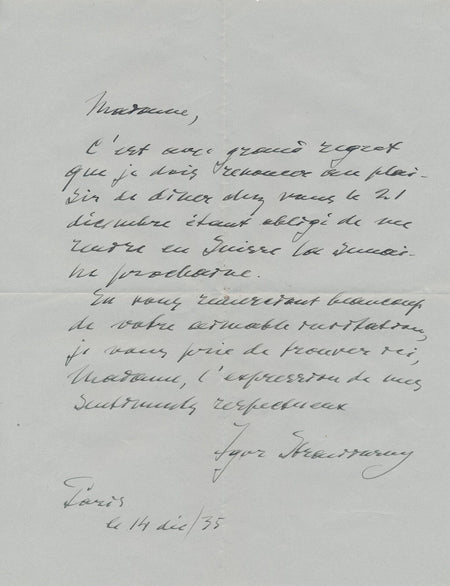 Madame,
C'est avec grand regret
que je dois renoncer au plai-
sir de dîner chez vous le 21
décembre étant obligé de me
rendre en Suisse la semai-
ne prochaine.
En vous remerciant beaucoup
de votre aimable invitation,
je vous prie de trouver ici,
Madame, l'expression de mes
sentiments respectueux
Igor Strawinsky
Paris
le 14 dic/35